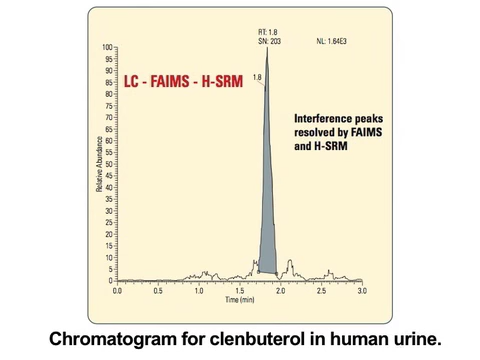 RT: 1.8
SN: 203
NL: 1.64E3
LC - FAIMS - H-SRM
1.8
Interference peaks
resolved by FAIMS
and H-SRM
Relative Abundance
100
95
90
85
80
75
70
65
60
55
50
45
40
35
30
25
20
15
10
5
0
0.0 0.5 1.0 1.5 2.0 2.5 3.0
Time (min)
Chromatogram for clenbuterol in human urine.